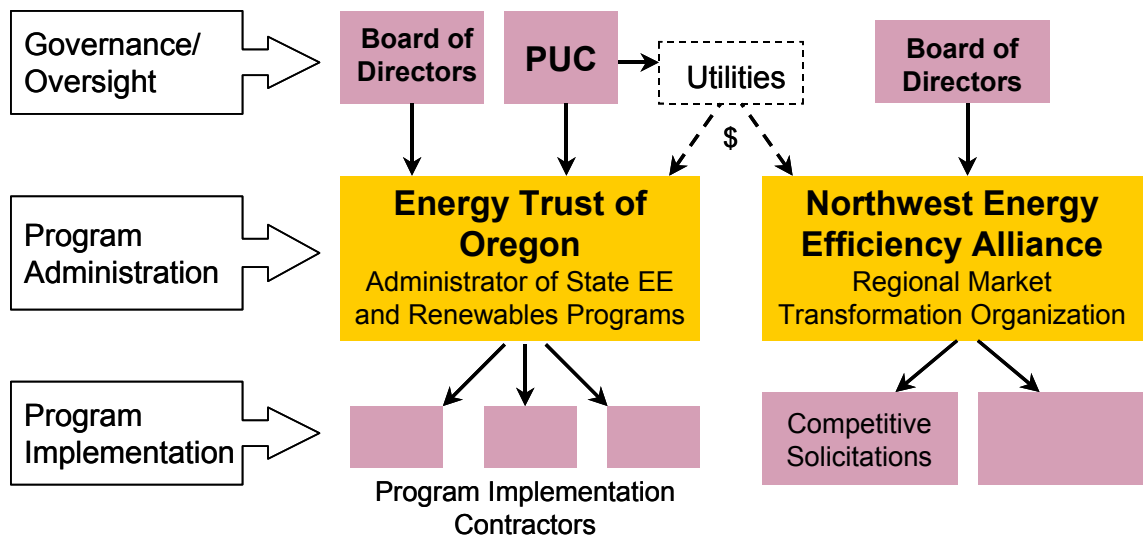 Governance/
Oversight
Board of
Directors
PUC
Utilities
Board of
Directors
$
Program
Administration
Energy Trust of
Oregon
Administrator of State EE
and Renewables Programs
Northwest Energy
Efficiency Alliance
Regional Market
Transformation Organization
Program
Implementation
Program Implementation
Contractors
Competitive
Solicitations